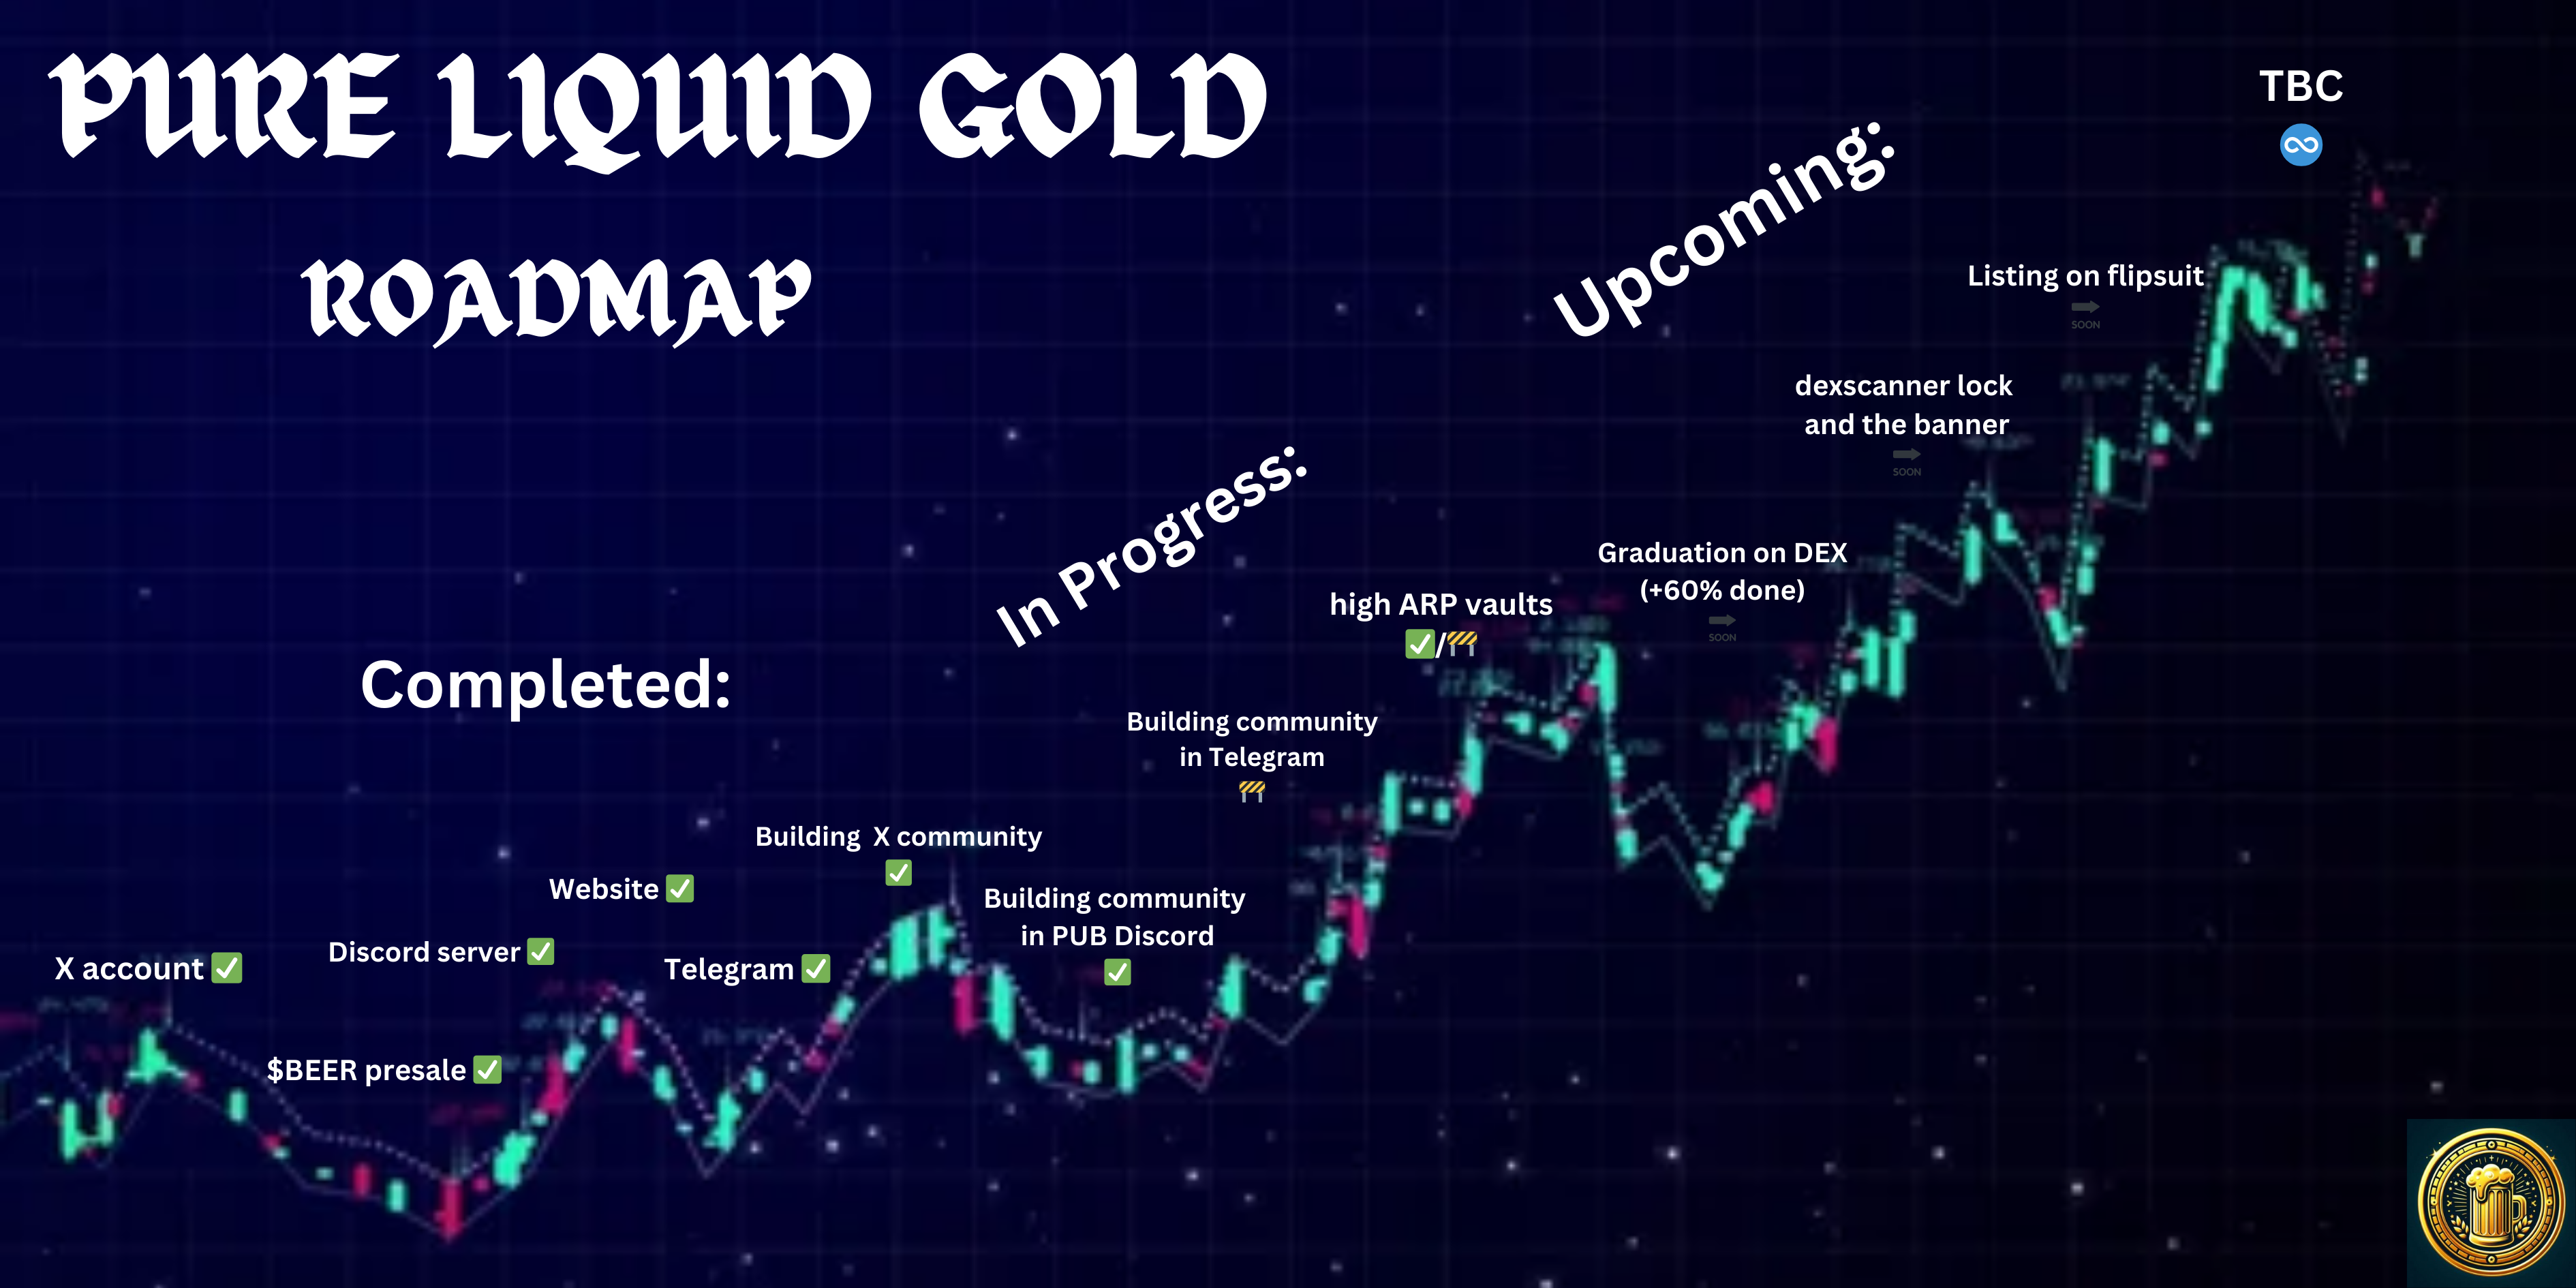 PURE LIQUID GOLD
ROADMAP
Completed:
X account ✅
$BEER presale ✅
Discord server ✅
Website ✅
Telegram ✅
Building X community
✅
Building community
in PUB Discord
✅
In Progress:
Building community
in Telegram
🚧
high ARP vaults
✅/🚧
Upcoming:
Graduation on DEX
(+60% done)
SOON
dexscanner lock
and the banner
SOON
Listing on flipsuit
SOON
TBC
♾